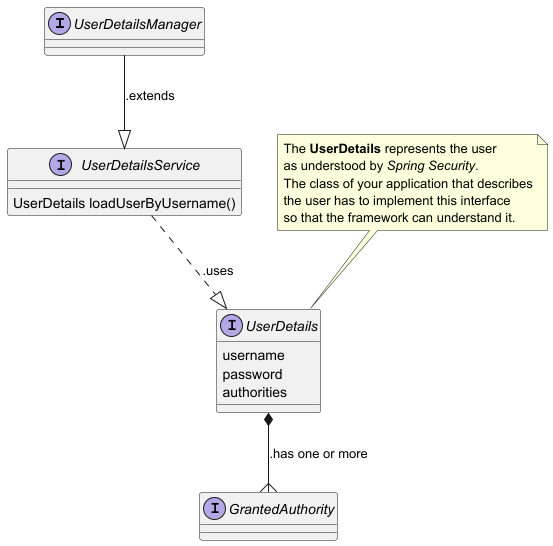 I UserDetailsManager
.extends
I UserDetailsService
UserDetails loadUserByUsername()
The UserDetails represents the user
as understood by Spring Security.
The class of your application that describes
the user has to implement this interface
so that the framework can understand it.
.uses
I UserDetails
username
password
authorities
.has one or more
I GrantedAuthority